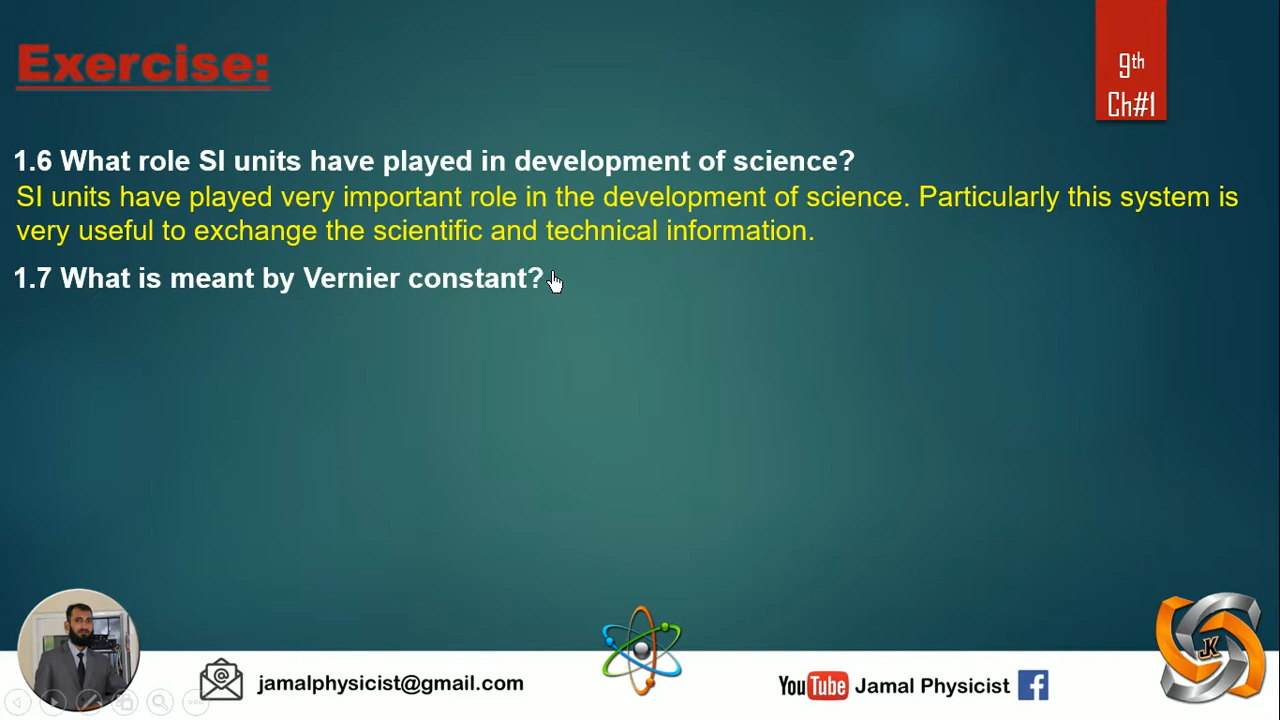 Exercise:
9th
Ch#1
1.6 What role SI units have played in development of science?
SI units have played very important role in the development of science. Particularly this system is
very useful to exchange the scientific and technical information.
1.7 What is meant by Vernier constant?
@
jamalphysicist@gmail.com
YouTube Jamal Physicist f
JK